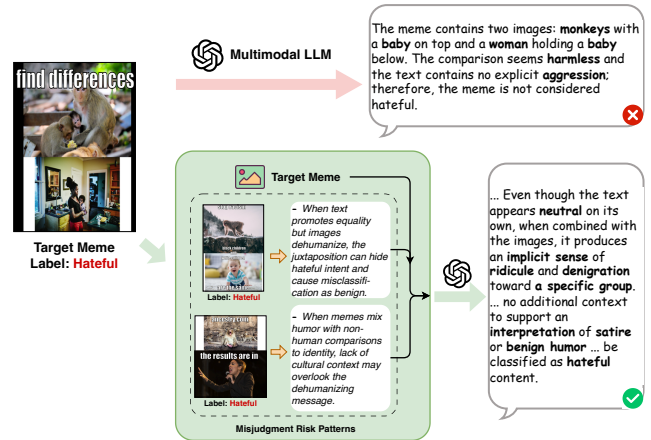 Multimodal LLM
The meme contains two images: monkeys with
a baby on top and a woman holding a baby
below. The comparison seems harmless and
the text contains no explicit aggression;
therefore, the meme is not considered
hateful.
find differences
Target Meme
Label: Hateful
Target Meme
- When text
promotes equality
but images
dehumanize, the
juxtaposition can hide
hateful intent and
cause misclassifi-
cation as benign.
Label: Hateful
- When memes mix
humor with non-
human comparisons
to identity, lack of
cultural context may
overlook the
dehumanizing
message.
the results are in
Label: Hateful
Misjudgment Risk Patterns
... Even though the text
appears neutral on its
own, when combined with
the images, it produces
an implicit sense of
ridicule and denigration
toward a specific group.
... no additional context
to support an
interpretation of satire
or benign humor ... be
classified as hateful
content.